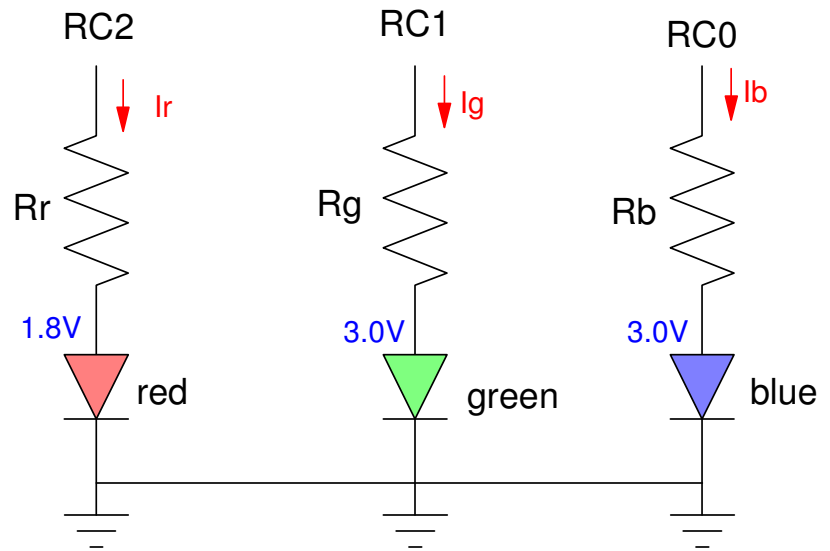 RC2
RC1
RC0
Ir
Ig
Ib
Rr
Rg
Rb
1.8V
3.0V
3.0V
red
green
blue